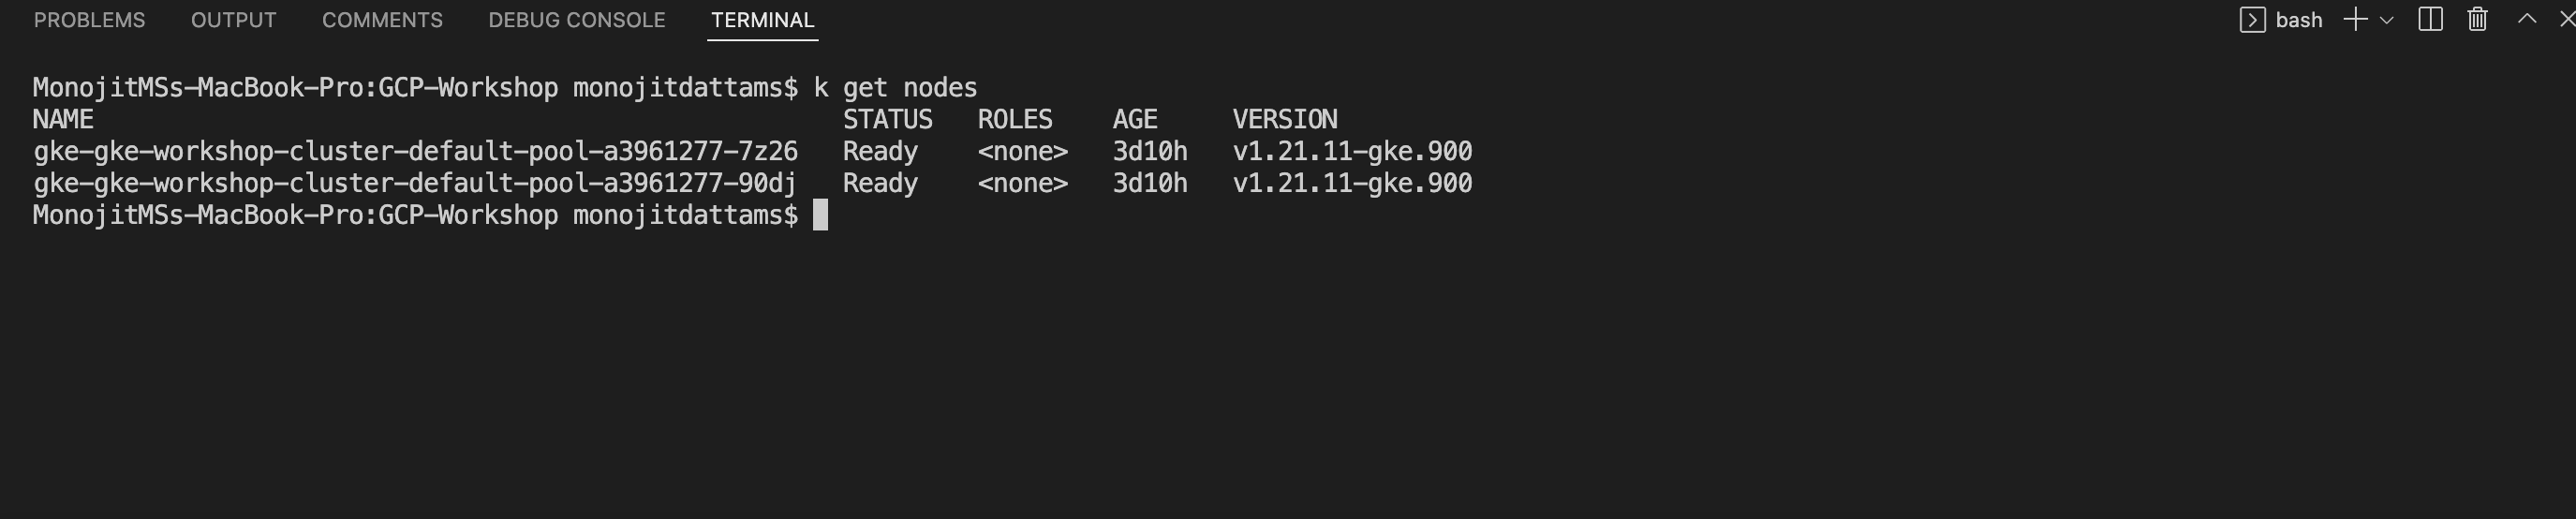 PROBLEMS OUTPUT COMMENTS DEBUG CONSOLE TERMINAL bash
MonojitMSs-MacBook-Pro:GCP-Workshop monojitdattams$ k get nodes
NAME STATUS ROLES AGE VERSION
gke-gke-workshop-cluster-default-pool-a3961277-7z26 Ready <none> 3d10h v1.21.11-gke.900
gke-gke-workshop-cluster-default-pool-a3961277-90dj Ready <none> 3d10h v1.21.11-gke.900
MonojitMSs-MacBook-Pro:GCP-Workshop monojitdattams$